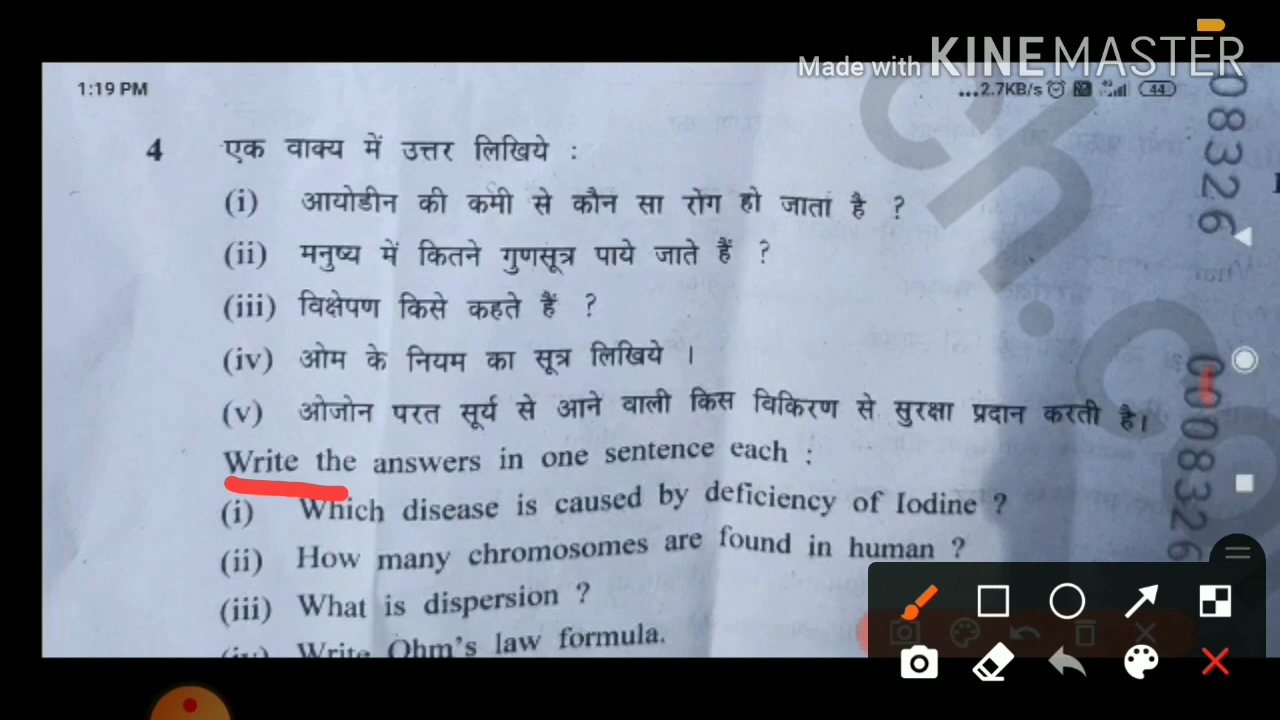 Made with KINEMASTER
1:19 PM
...2.7KB/s 44
4 एक वाक्य में उत्तर लिखिये :
(i) आयोडीन की कमी से कौन सा रोग हो जाता है ?
(ii) मनुष्य में कितने गुणसूत्र पाये जाते हैं ?
(iii) विक्षेपण किसे कहते हैं ?
(iv) ओम के नियम का सूत्र लिखिये ।
(v) ओजोन परत सूर्य से आने वाली किस विकिरण से सुरक्षा प्रदान करती है।
Write the answers in one sentence each :
(i) Which disease is caused by deficiency of Iodine ?
(ii) How many chromosomes are found in human ?
(iii) What is dispersion ?
(iv) Write Ohm's law formula.
08326
0008326
ch.c